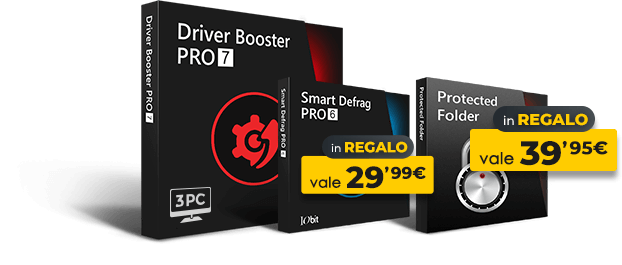 Driver Booster
PRO 7
Driver Booster PRO 7
3PC
Smart Defrag
PRO 6
Smart Defrag PRO 6
in REGALO
vale 29'99€
IObit
Protected
Folder
Protected Folder
in REGALO
vale 39'95€